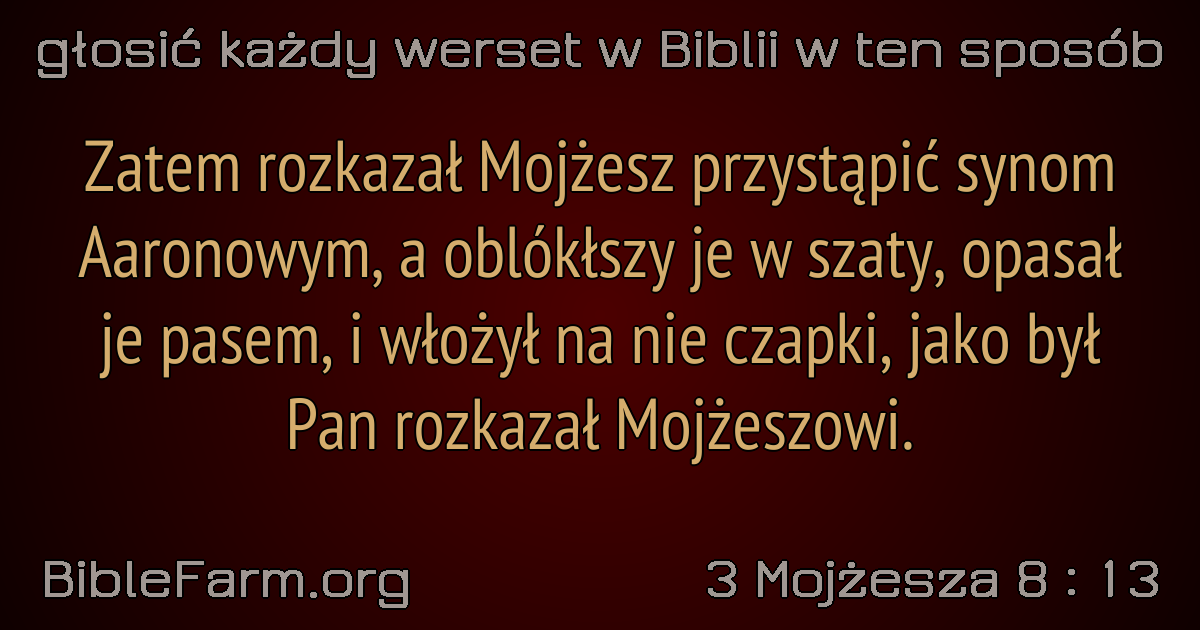 głosić każdy werset w Biblii w ten sposób
Zatem rozkazał Mojżesz przystąpić synom
Aaronowym, a oblókłszy je w szaty, opasał
je pasem, i włożył na nie czapki, jako był
Pan rozkazał Mojżeszowi.
BibleFarm.org
3 Mojżesza 8 : 13